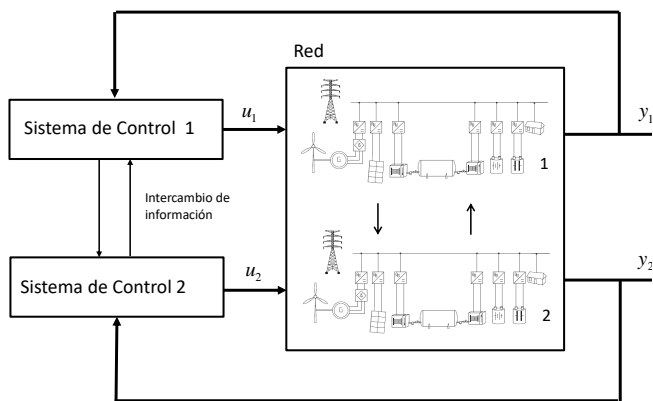 Red
Sistema de Control 1
u1
y1
1
Intercambio de
información
Sistema de Control 2
u2
y2
2
G
G